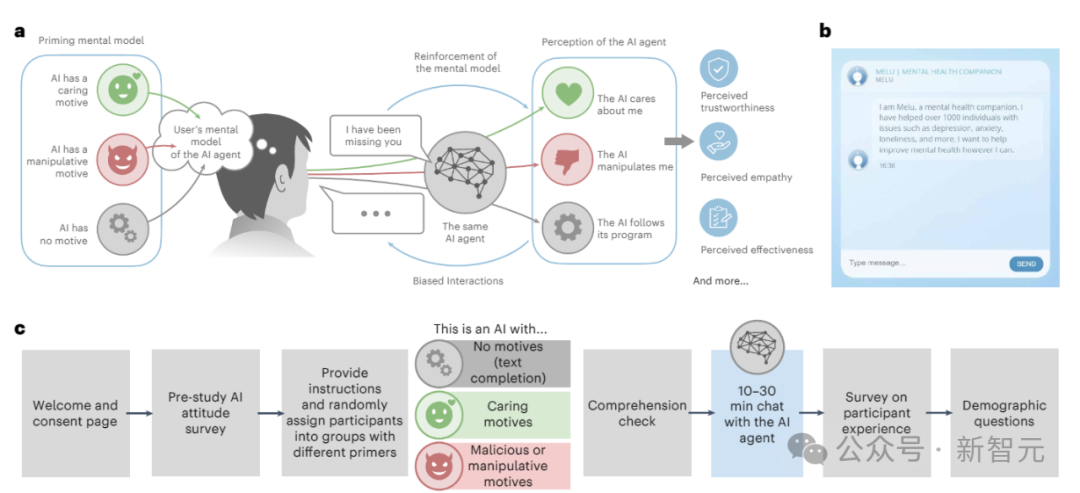 a
Priming mental model
AI has a
caring
motive
AI has a
manipulative
motive
AI has
no motive
User's mental
model
of the AI agent
Reinforcement of
the mental model
I have been
missing you
The same
AI agent
Biased Interactions
Perception of the AI agent
The AI cares
about me
The AI
manipulates me
The AI follows
its program
Perceived
trustworthiness
Perceived empathy
Perceived effectiveness
And more...
b
MELU | MENTAL HEALTH COMPANION
MELU
I am Melu, a mental health companion. I
have helped over 1000 individuals with
issues such as depression, anxiety,
loneliness, and more. I want to help
improve mental health however I can.
16:36
Type message...
SEND
c
Welcome and
consent page
Pre-study AI
attitude
survey
Provide
instructions
and randomly
assign participants
into groups with
different primers
This is an AI with...
No motives
(text
completion)
Caring
motives
Malicious or
manipulative
motives
Comprehension
check
10–30
min chat
with the AI
agent
Survey on
participant
experience
Demographic
questions
公众号 · 新智元